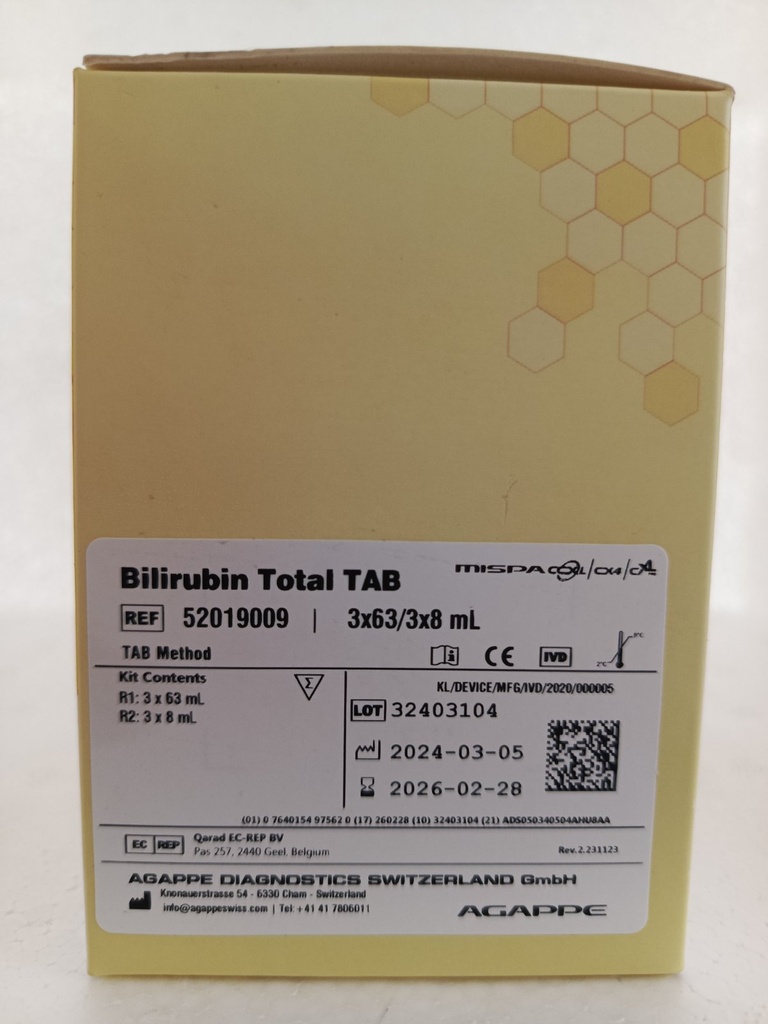 Bilirubin Total TAB
MISPA
REF 52019009 | 3x63/3x8 mL
TAB Method
CE IVD 2°C 8°C
Kit Contents
R1: 3 x 63 mL
R2: 3 x 8 mL
Σ
KL/DEVICE/MFG/IVD/2020/000005
LOT 32403104
2024-03-05
2026-02-28
(01) 0 7640154 97562 0 (17) 260228 (10) 32403104 (21) ADS050340504ANU8AA
EC REP Qarad EC-REP BV
Pas 257, 2440 Geel, Belgium
Rev.2.231123
AGAPPE DIAGNOSTICS SWITZERLAND GmbH
Knonauerstrasse 54 - 6330 Cham - Switzerland
info@agappeswiss.com | Tel: +41 41 7806011
AGAPPE